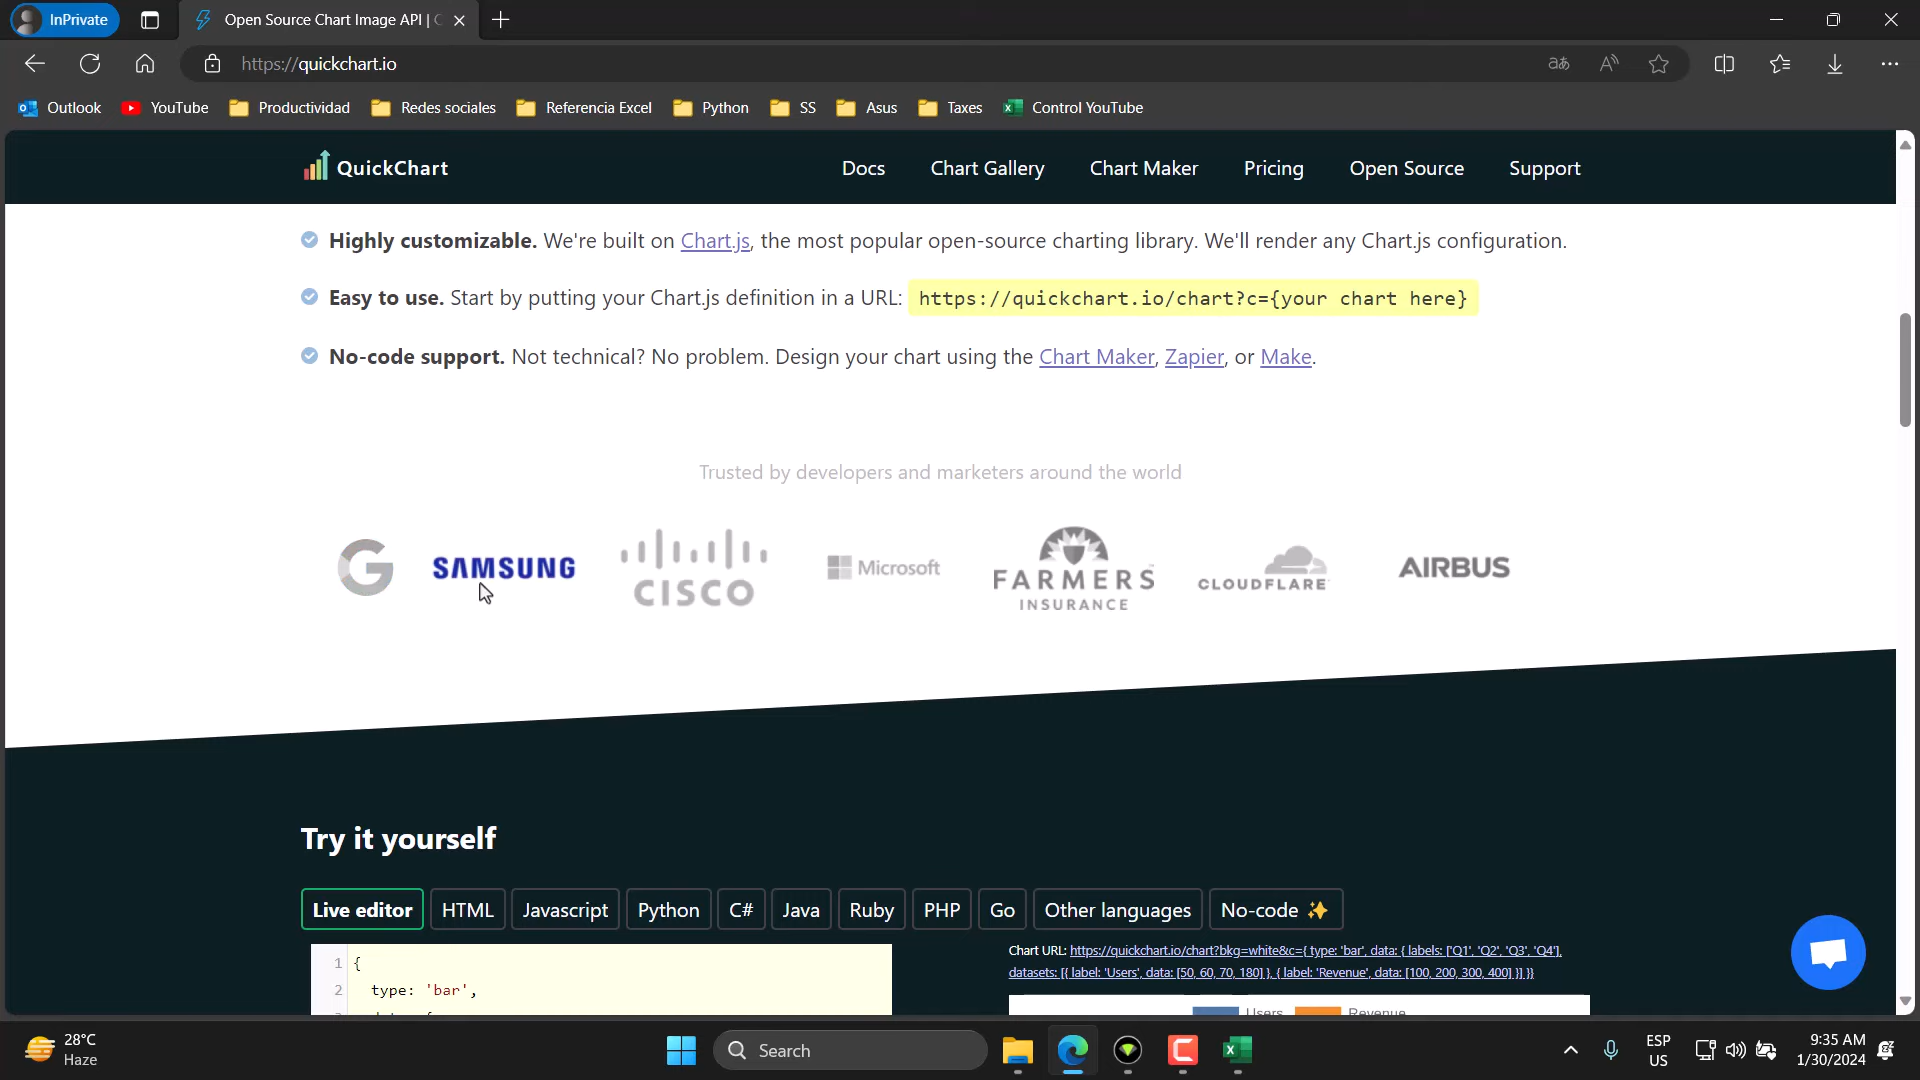 InPrivate
Open Source Chart Image API |
https://quickchart.io
Outlook
YouTube
Productividad
Redes sociales
Referencia Excel
Python
SS
Asus
Taxes
Control YouTube
QuickChart
Docs
Chart Gallery
Chart Maker
Pricing
Open Source
Support
Highly customizable. We're built on Chart.js, the most popular open-source charting library. We'll render any Chart.js configuration.
Easy to use. Start by putting your Chart.js definition in a URL: https://quickchart.io/chart?c={your chart here}
No-code support. Not technical? No problem. Design your chart using the Chart Maker, Zapier, or Make.
Trusted by developers and marketers around the world
G
SAMSUNG
CISCO
Microsoft
FARMERS
INSURANCE
CLOUDFLARE
AIRBUS
Try it yourself
Live editor
HTML
Javascript
Python
C#
Java
Ruby
PHP
Go
Other languages
No-code ✨
1 {
2 type: 'bar',
Chart URL: https://quickchart.io/chart?bkg=white&c={ type: 'bar', data: { labels: ['Q1', 'Q2', 'Q3', 'Q4'],
datasets: [{ label: 'Users', data: [50, 60, 70, 180] }, { label: 'Revenue', data: [100, 200, 300, 400] }] }}
Users
Revenue
28°C
Haze
Search
ESP
US
9:35 AM
1/30/2024